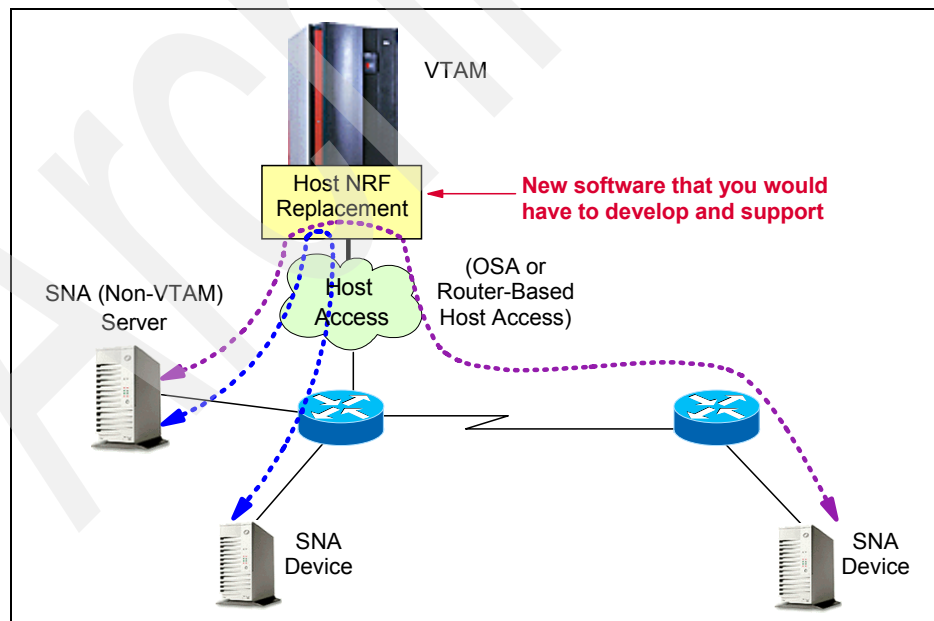 VTAM
Host NRF
Replacement
New software that you would
have to develop and support
Host
Access
(OSA or
Router-Based
Host Access)
SNA (Non-VTAM)
Server
SNA
Device
SNA
Device